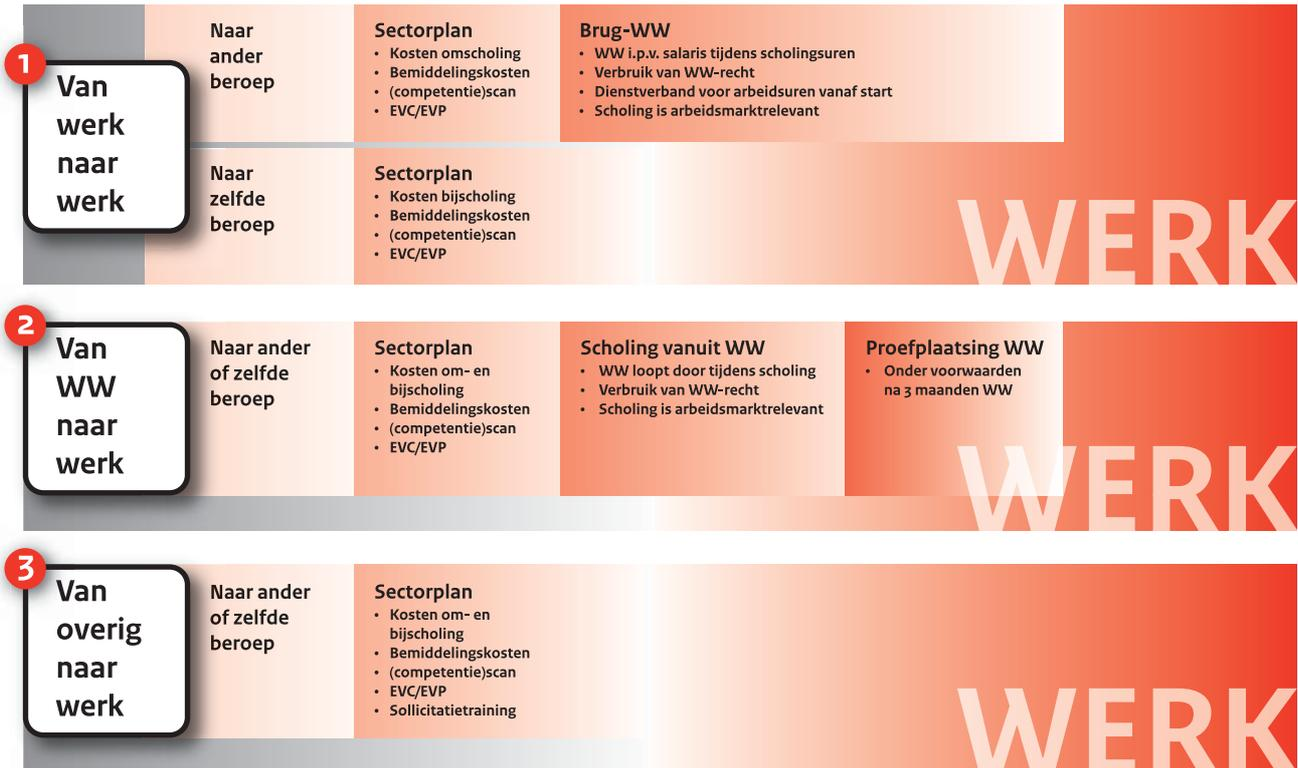 1
Van
werk
naar
werk
Naar
ander
beroep
Sectorplan
• Kosten omscholing
• Bemiddelingskosten
• (competentie)scan
• EVC/EVP
Brug-WW
• WW i.p.v. salaris tijdens scholingsuren
• Verbruik van WW-recht
• Dienstverband voor arbeidsuren vanaf start
• Scholing is arbeidsmarktrelevant
Naar
zelfde
beroep
Sectorplan
• Kosten bijscholing
• Bemiddelingskosten
• (competentie)scan
• EVC/EVP
WERK
2
Van
WW
naar
werk
Naar ander
of zelfde
beroep
Sectorplan
• Kosten om- en
bijscholing
• Bemiddelingskosten
• (competentie)scan
• EVC/EVP
Scholing vanuit WW
• WW loopt door tijdens scholing
• Verbruik van WW-recht
• Scholing is arbeidsmarktrelevant
Proefplaatsing WW
• Onder voorwaarden
na 3 maanden WW
WERK
3
Van
overig
naar
werk
Naar ander
of zelfde
beroep
Sectorplan
• Kosten om- en
bijscholing
• Bemiddelingskosten
• (competentie)scan
• EVC/EVP
• Sollicitatietraining
WERK